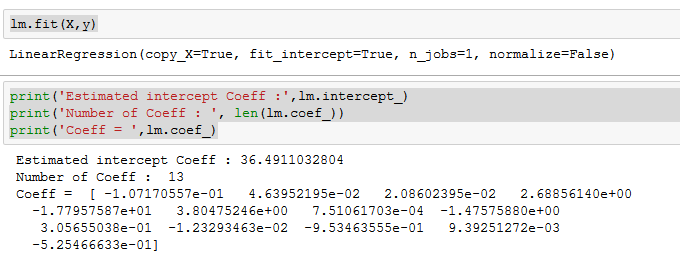 lm.fit(X,y)
LinearRegression(copy_X=True, fit_intercept=True, n_jobs=1, normalize=False)
print('Estimated intercept Coeff :',lm.intercept_)
print('Number of Coeff : ', len(lm.coef_))
print('Coeff = ',lm.coef_)
Estimated intercept Coeff : 36.4911032804
Number of Coeff :  13
Coeff =  [ -1.07170557e-01   4.63952195e-02   2.08602395e-02   2.68856140e+00
  -1.77957587e+01   3.80475246e+00   7.51061703e-04  -1.47575880e+00
   3.05655038e-01  -1.23293463e-02  -9.53463555e-01   9.39251272e-03
  -5.25466633e-01]